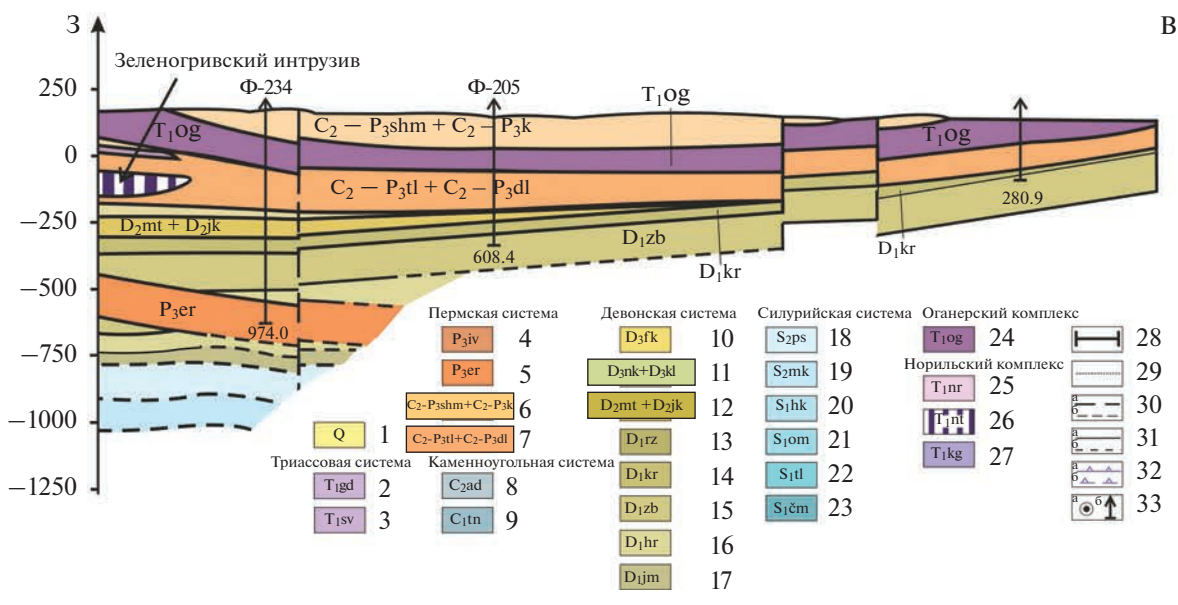 З
В
Зеленогривский интрузив
Ф-234
Ф-205
250
T₁og
T₁og
C₂ – P₃shm + C₂ – P₃k
T₁og
0
C₂ – P₃tl + C₂ – P₃dl
−250
D₂mt + D₂jk
D₁zb
D₁kr
D₁kr
280.9
608.4
−500
P₃er
974.0
−750
−1000
−1250
Пермская система
P₃iv 4
P₃er 5
C₂-P₃shm+C₂-P₃k 6
C₂-P₃tl+C₂-P₃dl 7
Q 1
Триассовая система
T₁gd 2
T₁sv 3
Каменноугольная система
C₂ad 8
C₁tn 9
Девонская система
D₃fk 10
D₃nk+D₃kl 11
D₂mt +D₂jk 12
D₁rz 13
D₁kr 14
D₁zb 15
D₁hr 16
D₁jm 17
Силурийская система
S₂ps 18
S₂mk 19
S₁hk 20
S₁om 21
S₁tl 22
S₁čm 23
Оганерский комплекс
T₁og 24
Норильский комплекс
T₁nr 25
T₁nt 26
T₁kg 27
28
29
а
б 30
а
б 31
а
б 32
а б 33